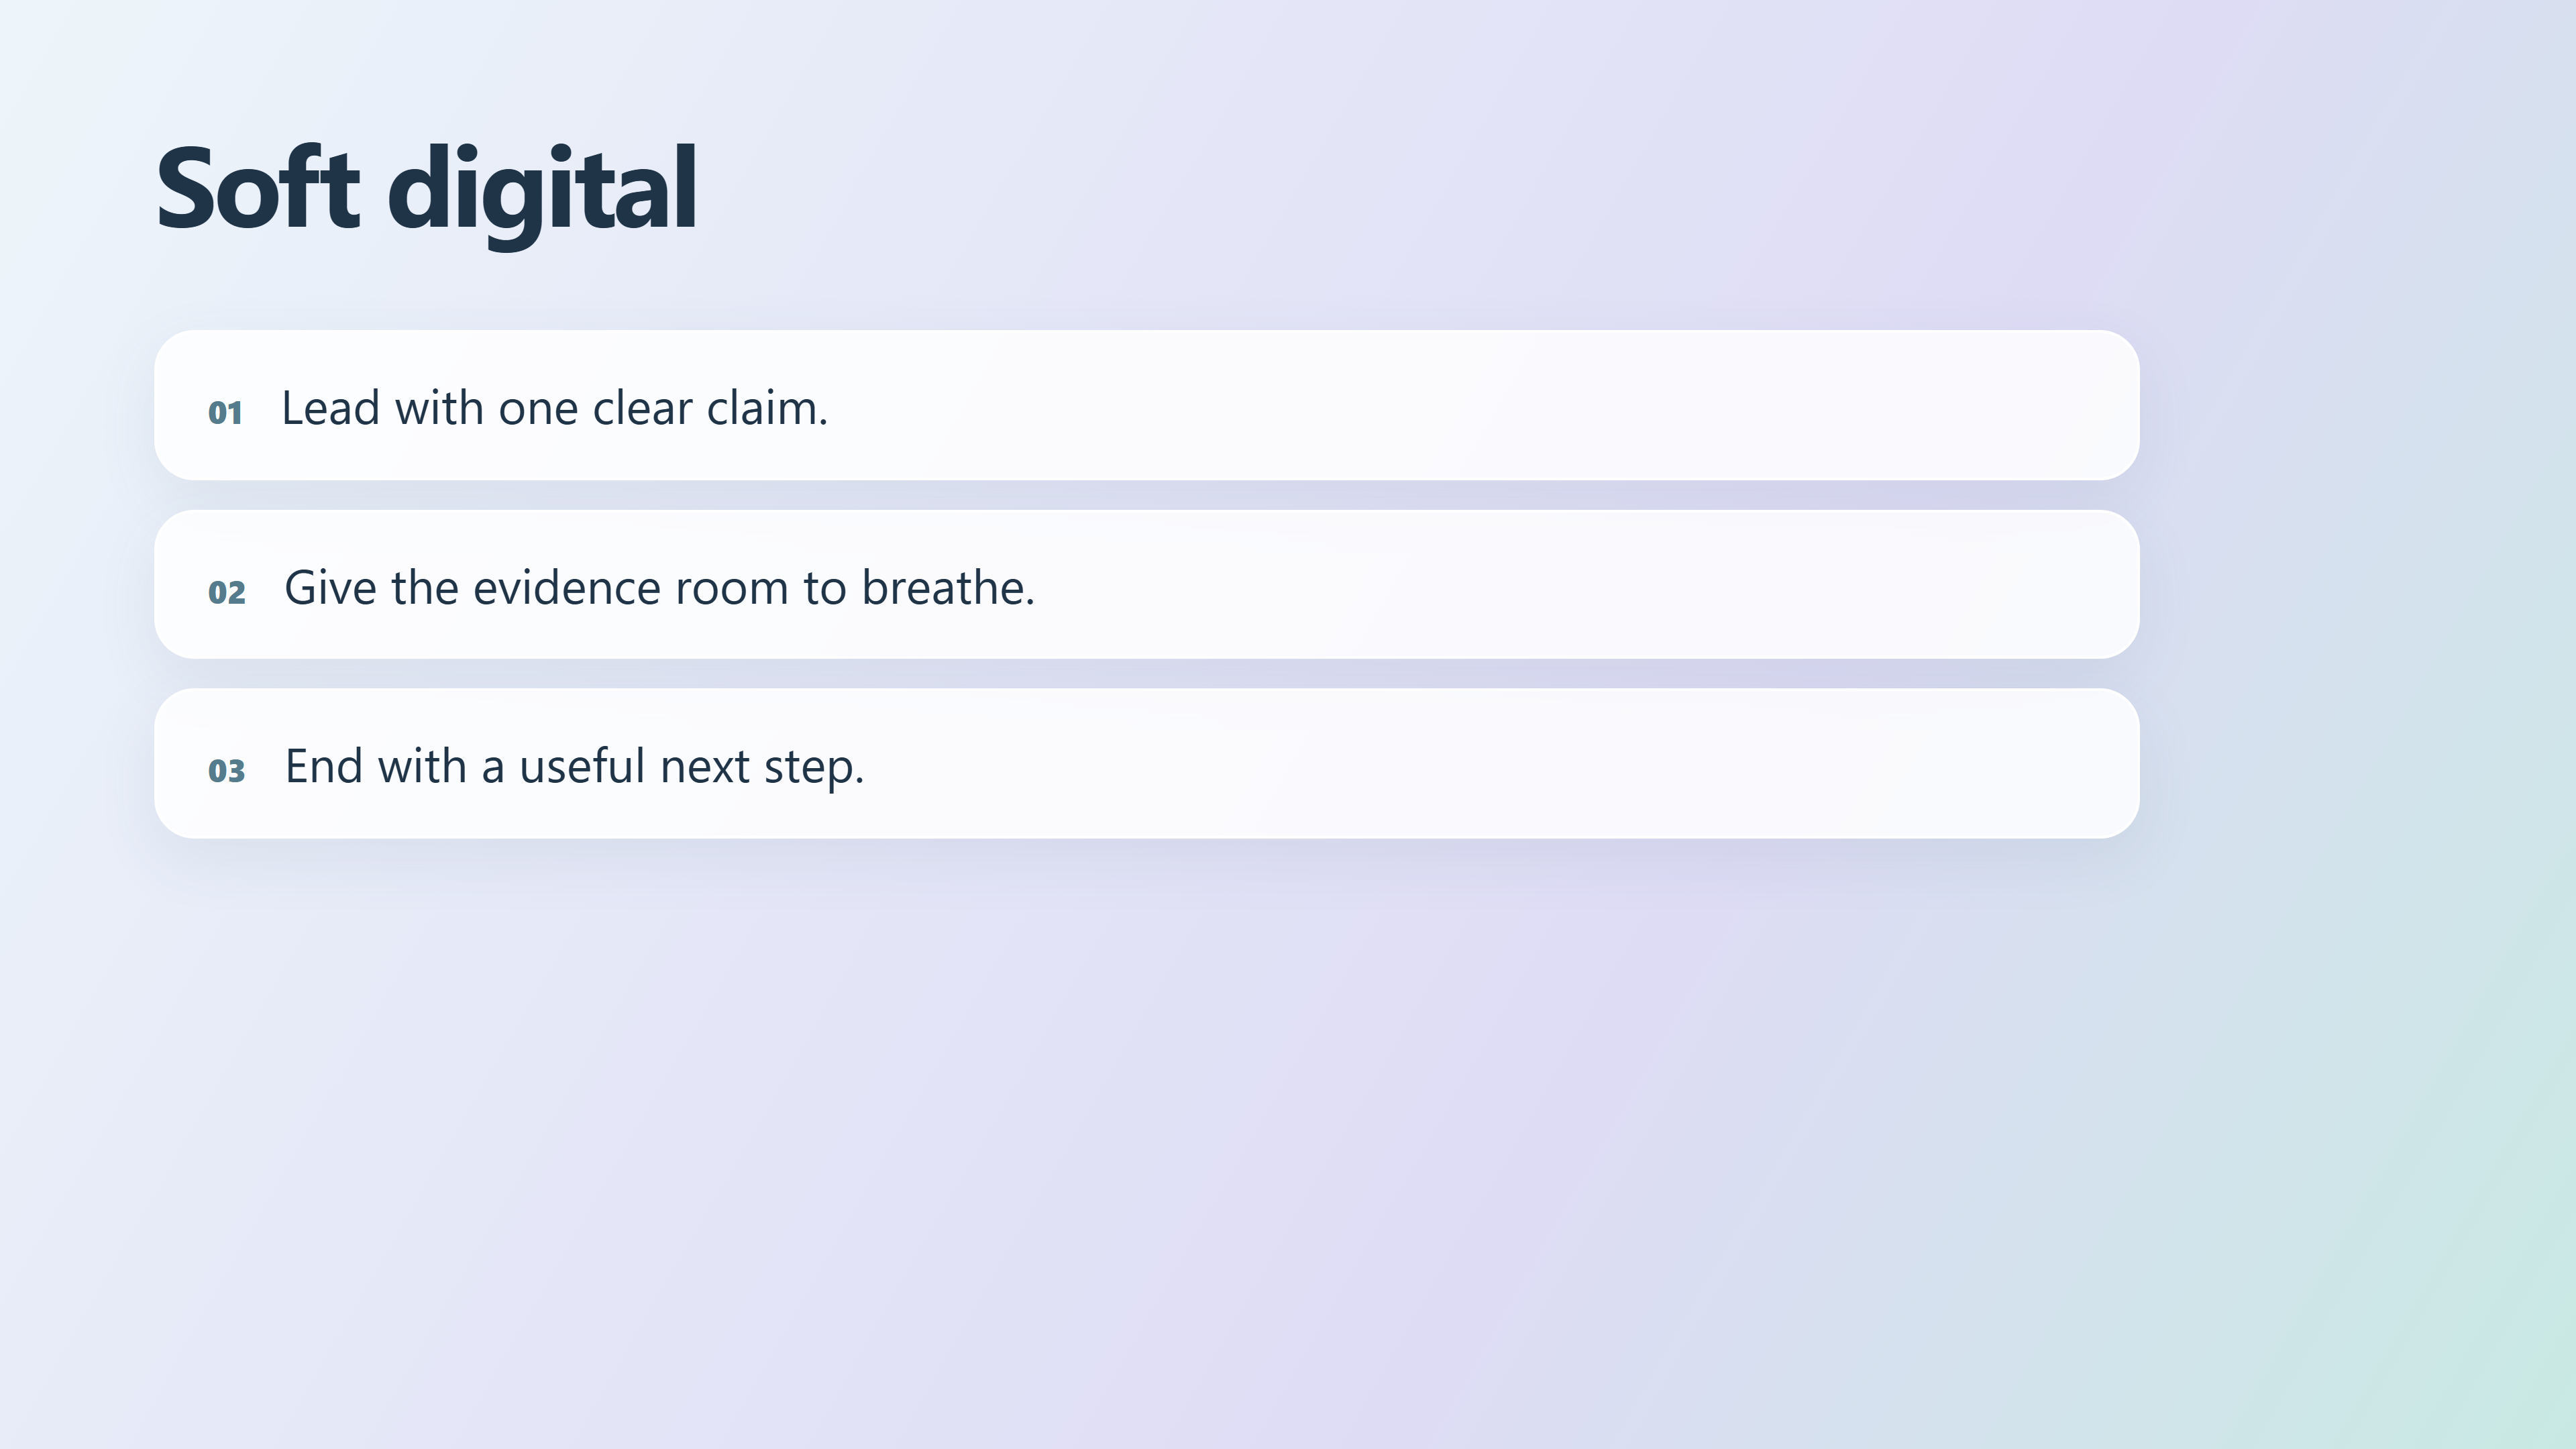 Soft digital
01 Lead with one clear claim.
02 Give the evidence room to breathe.
03 End with a useful next step.